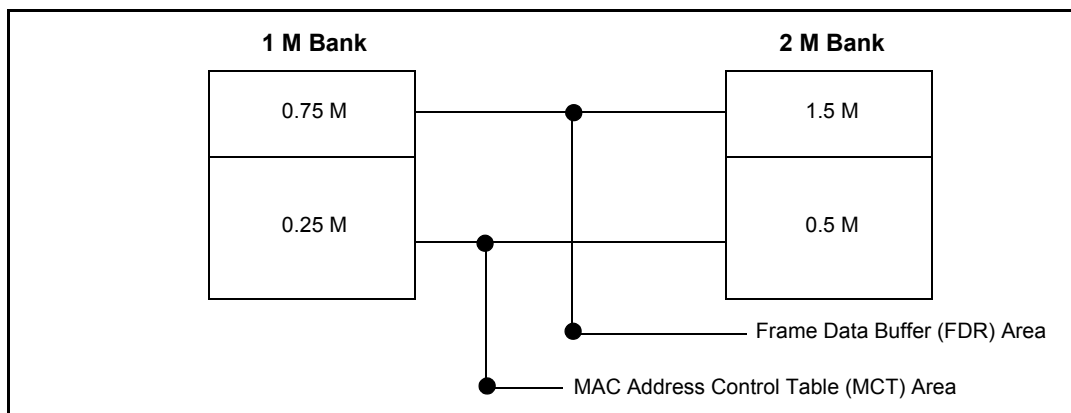 1 M Bank
2 M Bank
0.75 M
1.5 M
0.25 M
0.5 M
Frame Data Buffer (FDR) Area
MAC Address Control Table (MCT) Area